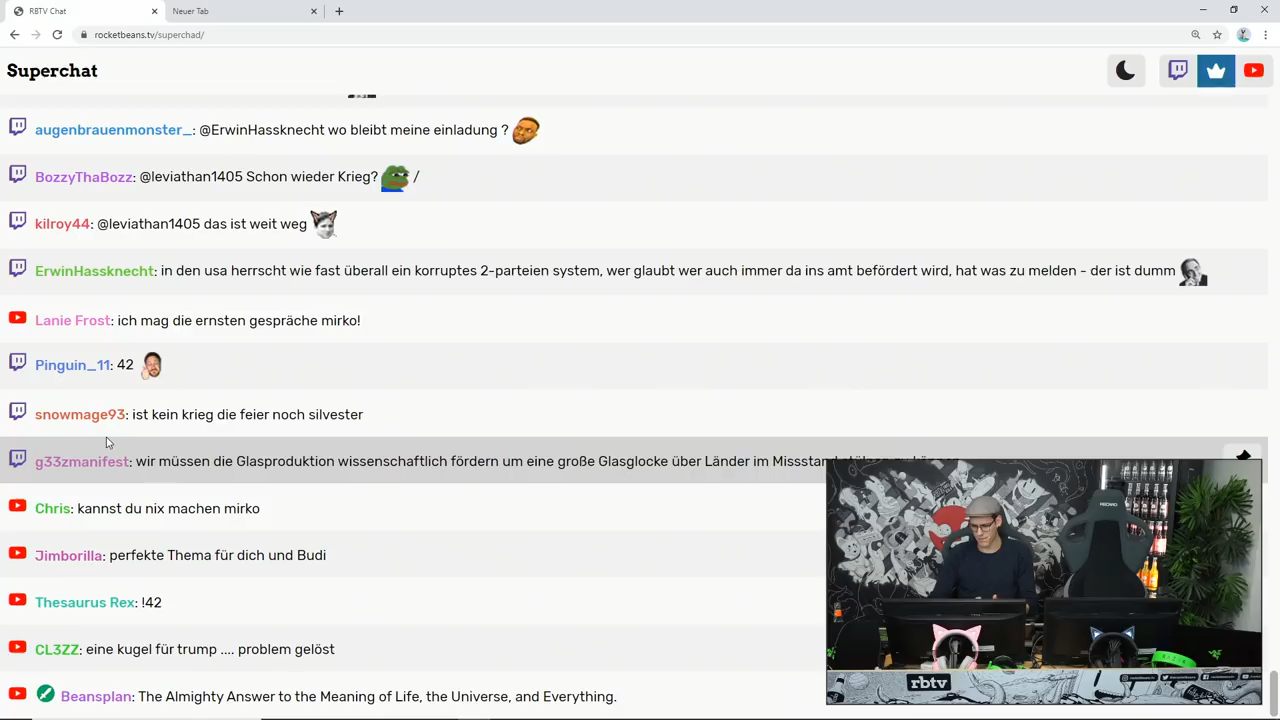 RBTV Chat
Neuer Tab
rocketbeans.tv/superchad/
Superchat
augenbrauenmonster_: @ErwinHassknecht wo bleibt meine einladung ?
BozzyThaBozz: @leviathan1405 Schon wieder Krieg? /
kilroy44: @leviathan1405 das ist weit weg
ErwinHassknecht: in den usa herrscht wie fast überall ein korruptes 2-parteien system, wer glaubt wer auch immer da ins amt befördert wird, hat was zu melden - der ist dumm
Lanie Frost: ich mag die ernsten gespräche mirko!
Pinguin_11: 42
snowmage93: ist kein krieg die feier noch silvester
g33zmanifest: wir müssen die Glasproduktion wissenschaftlich fördern um eine große Glasglocke über Länder im Missstand
Chris: kannst du nix machen mirko
Jimborilla: perfekte Thema für dich und Budi
Thesaurus Rex: !42
CL3ZZ: eine kugel für trump .... problem gelöst
Beansplan: The Almighty Answer to the Meaning of Life, the Universe, and Everything.
RECARO
rbtv